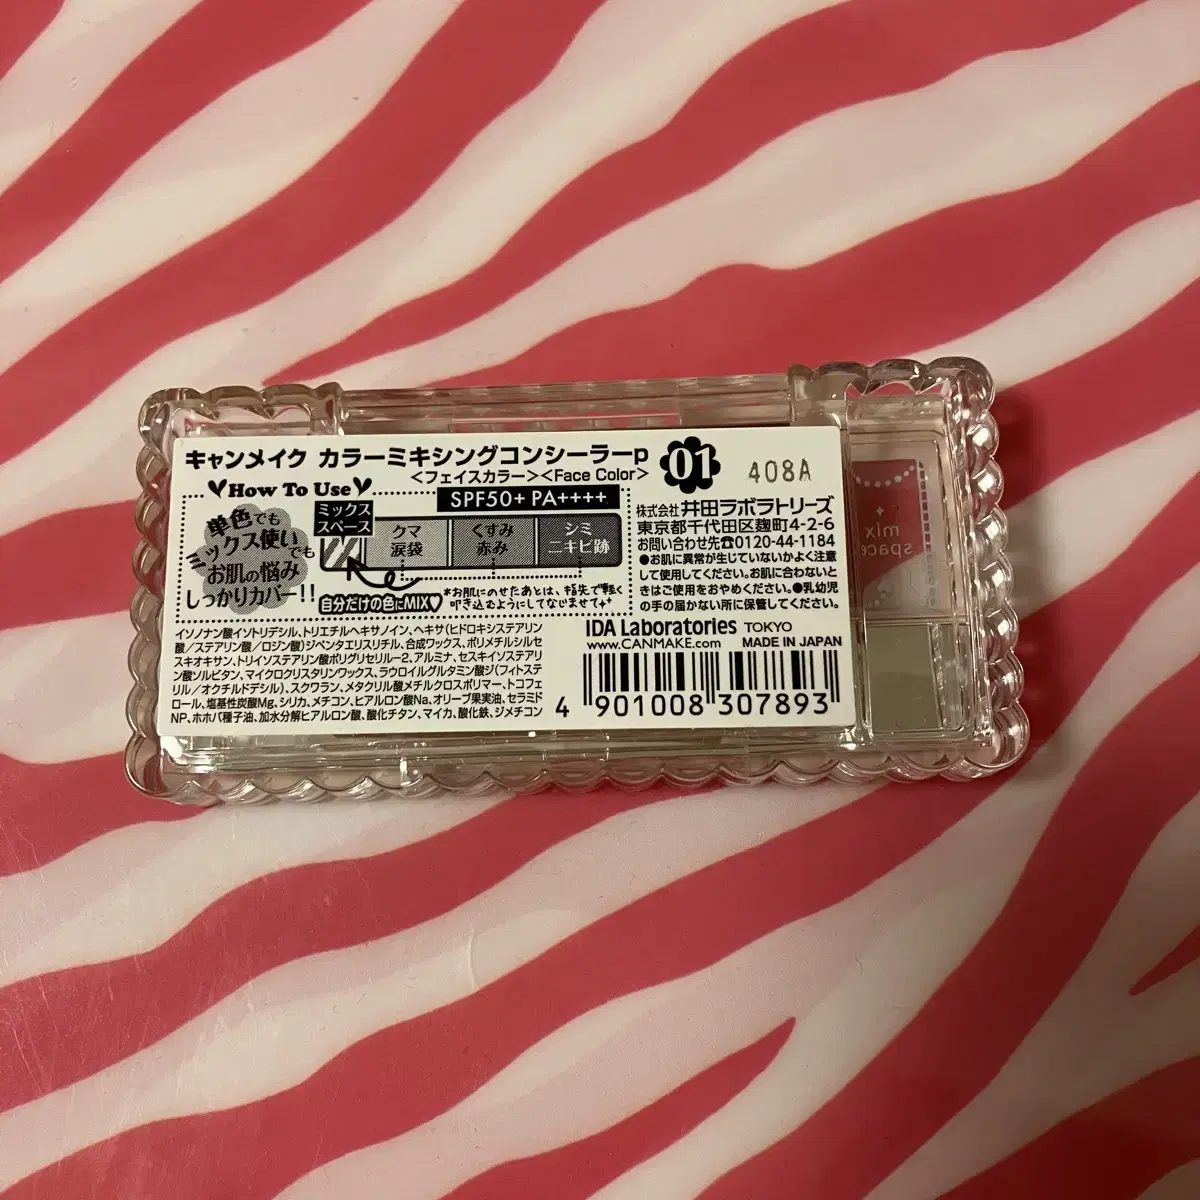 キャンメイク カラーミキシングコンシーラーp
＜フェイスカラー＞＜Face Color＞
01
408A
How To Use
SPF50+ PA++++
単色でも
ミックス使いでも
お肌の悩み
しっかりカバー!!
ミックス
スペース
クマ
涙袋
くすみ
赤み
シミ
ニキビ跡
自分だけの色にMIX♥
*お肌にのせたあとは、指先で軽く
叩き込むようにしてなじませて
株式会社 井田ラボラトリーズ
東京都千代田区麹町4-2-6
お問い合わせ先☎0120-44-1184
●お肌に異常が生じていないかよく注意
して使用してください。お肌に合わないと
きはご使用をおやめください。●乳幼児
の手の届かない所に保管してください。
イソノナン酸イソトリデシル、トリエチルヘキサノイン、ヘキサ(ヒドロキシステアリン
酸/ステアリン酸/ロジン酸)ジペンタエリスリチル、合成ワックス、ポリメチルシルセ
スキオキサン、トリイソステアリン酸ポリグリセリル-2、アルミナ、セスキイソステアリ
ン酸ソルビタン、マイクロクリスタリンワックス、ラウロイルグルタミン酸ジ(フィトステ
リル/オクチルドデシル)、スクワラン、メタクリル酸メチルクロスポリマー、トコフェ
ロール、塩基性炭酸Mg、シリカ、メチコン、ヒアルロン酸Na、オリーブ果実油、セラミド
NP、ホホバ種子油、加水分解ヒアルロン酸、酸化チタン、マイカ、酸化鉄、ジメチコン
IDA Laboratories TOKYO
www.CANMAKE.com MADE IN JAPAN
4 901008 307893
mix
space